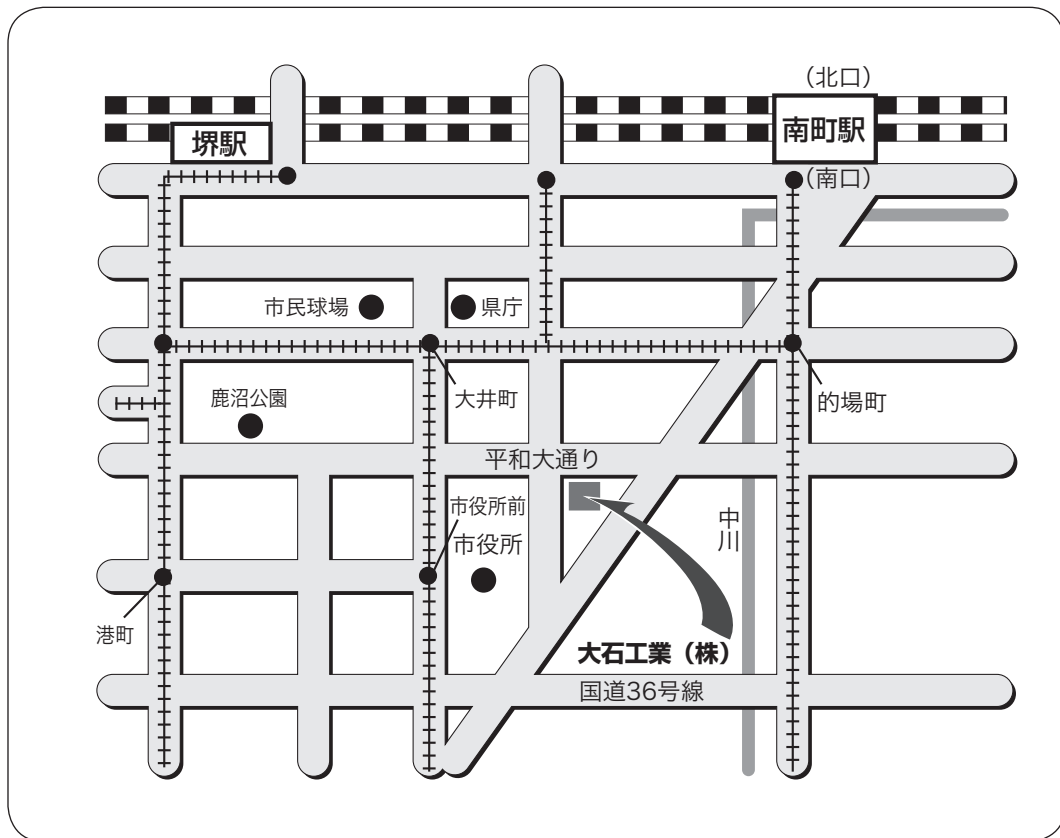 （北口）
堺駅
南町駅
（南口）
市民球場
県庁
鹿沼公園
大井町
的場町
平和大通り
市役所前
市役所
中川
港町
大石工業（株）
国道36号線